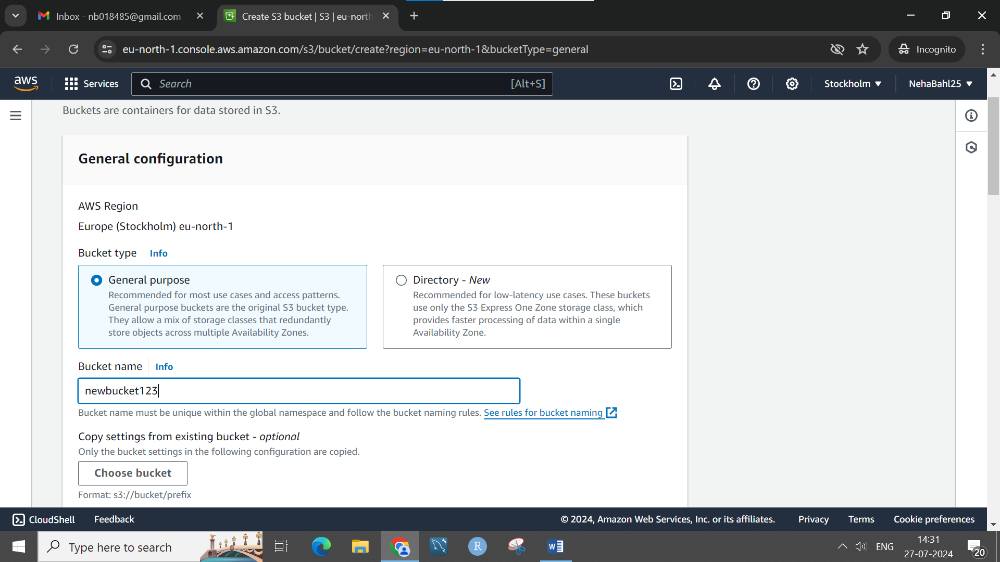 Inbox - nb018485@gmail.com -
Create S3 bucket | S3 | eu-north
eu-north-1.console.aws.amazon.com/s3/bucket/create?region=eu-north-1&bucketType=general
Incognito
aws
Services
Search
[Alt+S]
Stockholm
NehaBahl25
Buckets are containers for data stored in S3.
General configuration
AWS Region
Europe (Stockholm) eu-north-1
Bucket type
Info
General purpose
Recommended for most use cases and access patterns.
General purpose buckets are the original S3 bucket type.
They allow a mix of storage classes that redundantly
store objects across multiple Availability Zones.
Directory - New
Recommended for low-latency use cases. These buckets
use only the S3 Express One Zone storage class, which
provides faster processing of data within a single
Availability Zone.
Bucket name
Info
newbucket123
Bucket name must be unique within the global namespace and follow the bucket naming rules. See rules for bucket naming
Copy settings from existing bucket - optional
Only the bucket settings in the following configuration are copied.
Choose bucket
Format: s3://bucket/prefix
CloudShell
Feedback
© 2024, Amazon Web Services, Inc. or its affiliates.
Privacy
Terms
Cookie preferences
Type here to search
R
W
ENG
14:31
27-07-2024
20